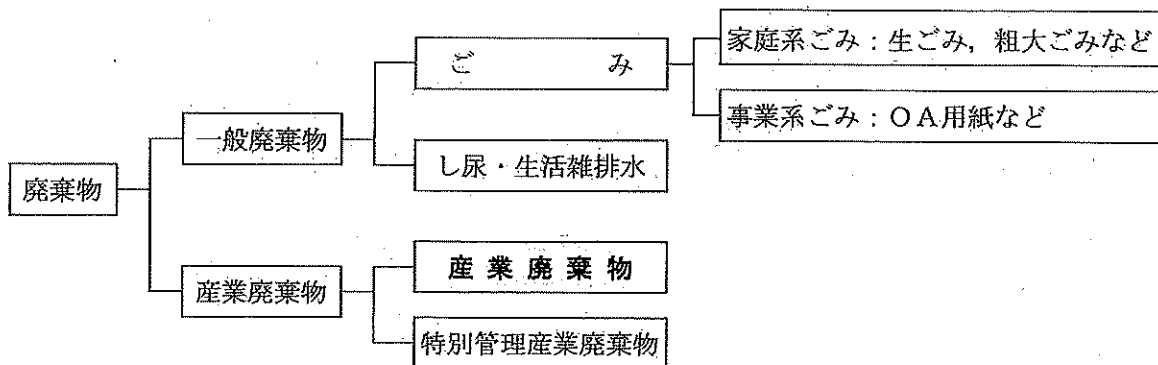 廃棄物
一般廃棄物
ごみ
家庭系ごみ：生ごみ，粗大ごみなど
事業系ごみ：ＯＡ用紙など
し尿・生活雑排水
産業廃棄物
産業廃棄物
特別管理産業廃棄物